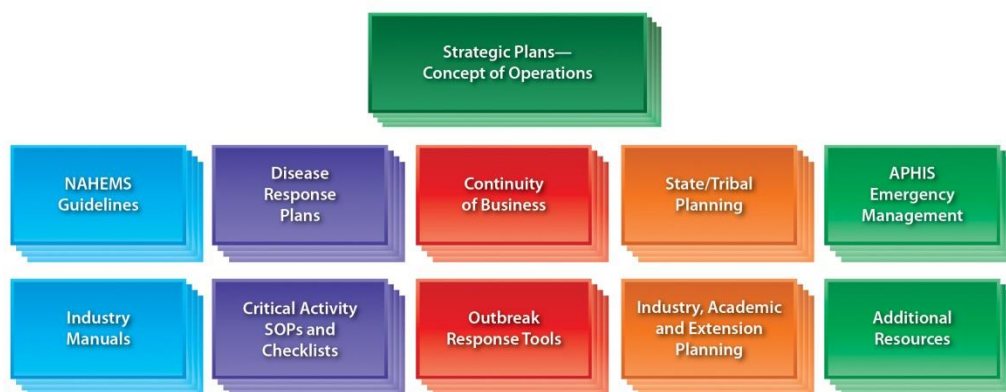 Strategic Plans—
Concept of Operations
NAHEMS
Guidelines
Disease
Response
Plans
Continuity
of Business
State/Tribal
Planning
APHIS
Emergency
Management
Industry
Manuals
Critical Activity
SOPs and
Checklists
Outbreak
Response Tools
Industry, Academic
and Extension
Planning
Additional
Resources